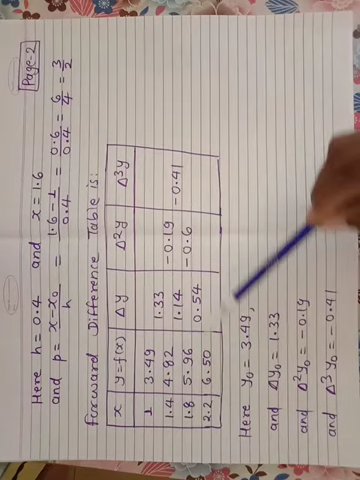 Page-2
Here h=0.4 and x=1.6
and p = x-x₀/h = 1.6-1/0.4 = 0.6/0.4 = 6/4 = 3/2
Forward Difference Table is:
x y=f(x) Δy Δ²y Δ³y
1 3.49
1.33
1.4 4.82 -0.19
1.14 -0.41
1.8 5.96 -0.6
0.54
2.2 6.50
Here y₀ = 3.49,
and Δy₀ = 1.33
and Δ²y₀ = -0.19
and Δ³y₀ = -0.41